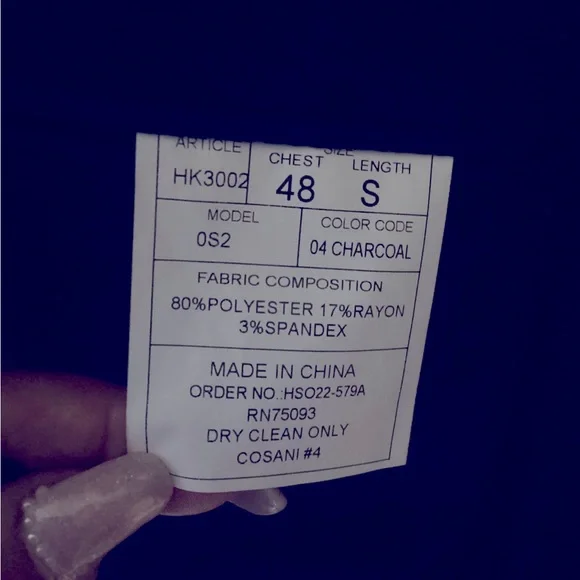 ARTICLE SIZE
CHEST LENGTH
HK3002 48 S
MODEL COLOR CODE
0S2 04 CHARCOAL
FABRIC COMPOSITION
80%POLYESTER 17%RAYON
3%SPANDEX
MADE IN CHINA
ORDER NO.:HSO22-579A
RN75093
DRY CLEAN ONLY
COSANI #4